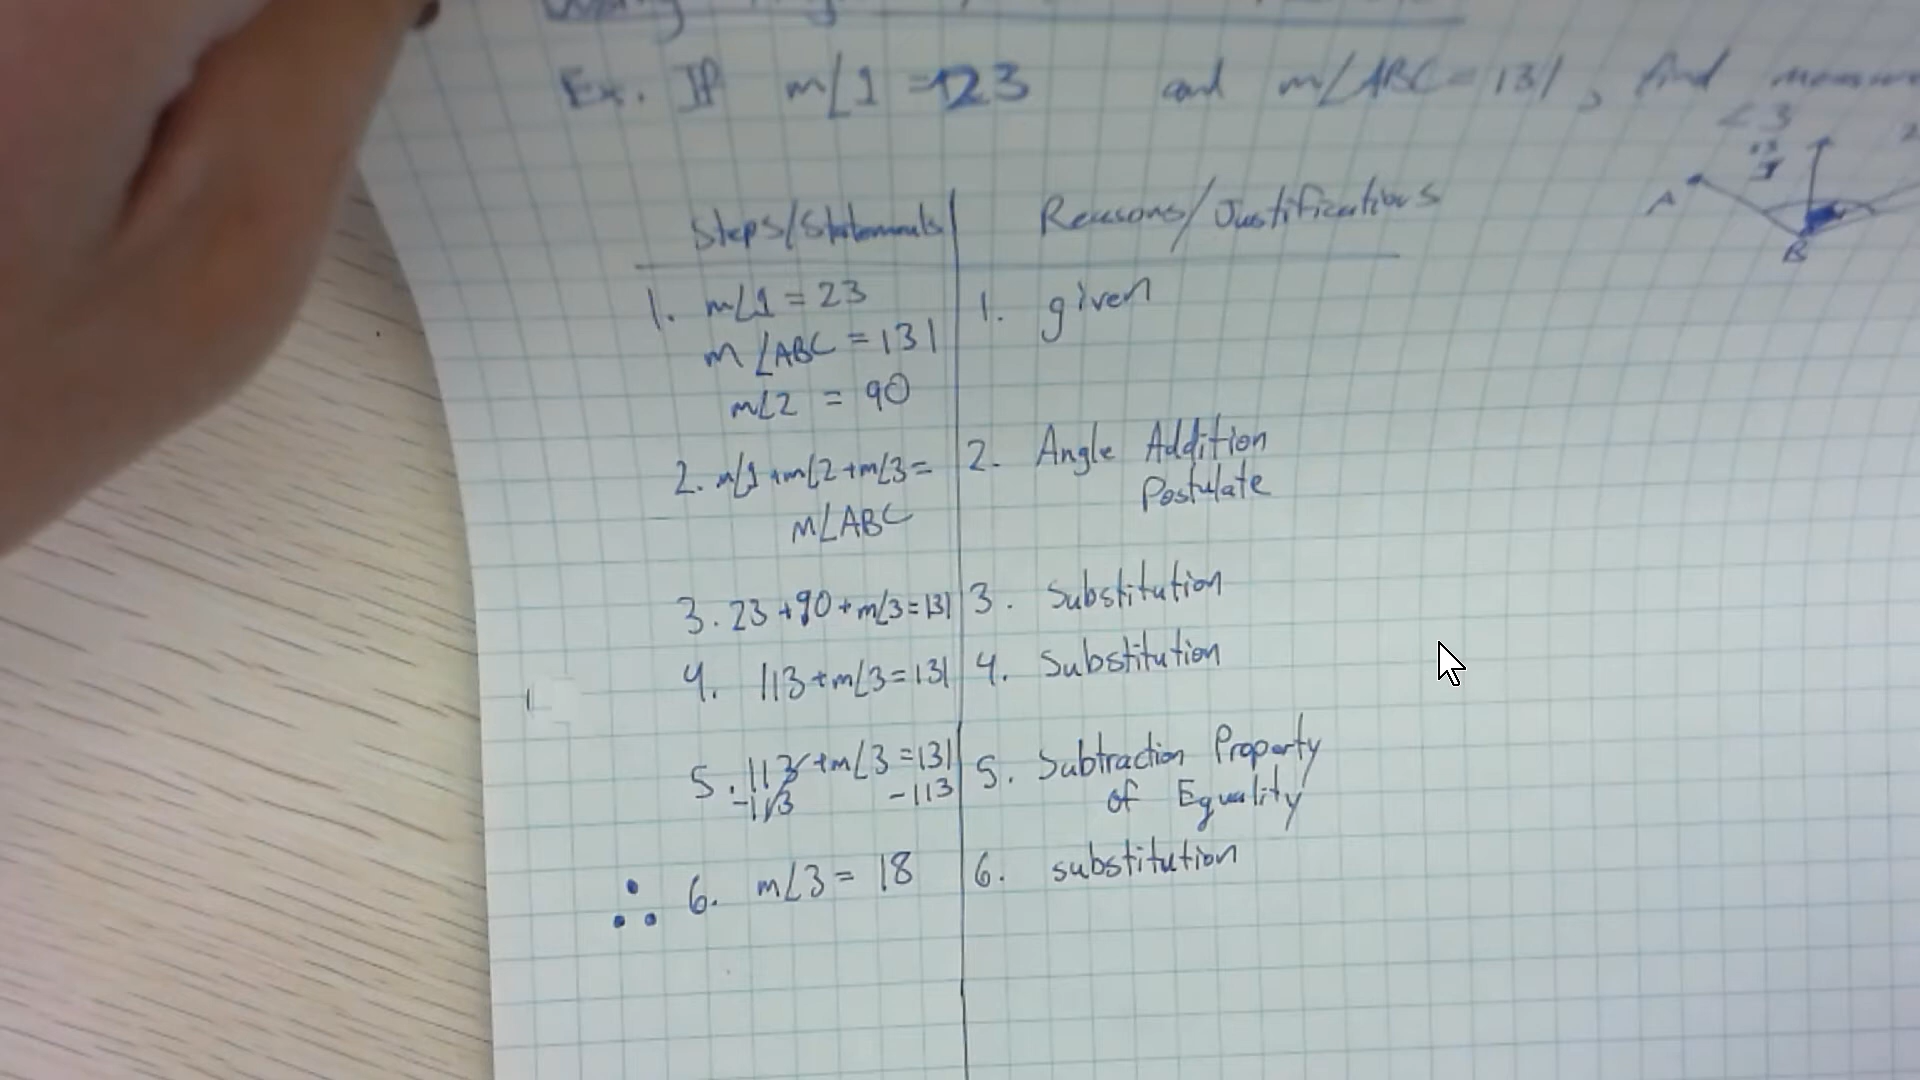 Ex. If m∠1 = 23 and m∠ABC = 131, find
∠3
A
B
Steps/Statements Reasons/Justifications
1. m∠1 = 23 1. given
m∠ABC = 131
m∠2 = 90
2. m∠1+m∠2+m∠3= 2. Angle Addition
m∠ABC Postulate
3. 23+90+m∠3=131 3. Substitution
4. 113+m∠3=131 4. Substitution
5. 113+m∠3=131 5. Subtraction Property
-113 -113 of Equality
∴ 6. m∠3= 18 6. substitution